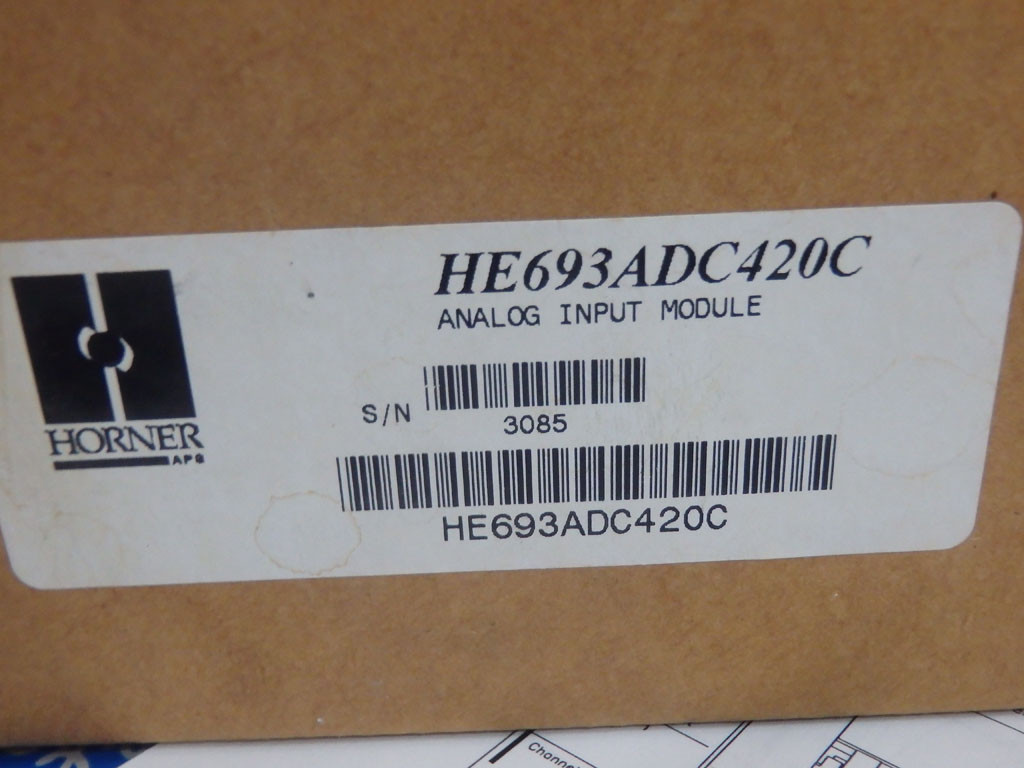 HE693ADC420C
ANALOG INPUT MODULE
S/N
3085
HORNER
APG
HE693ADC420C